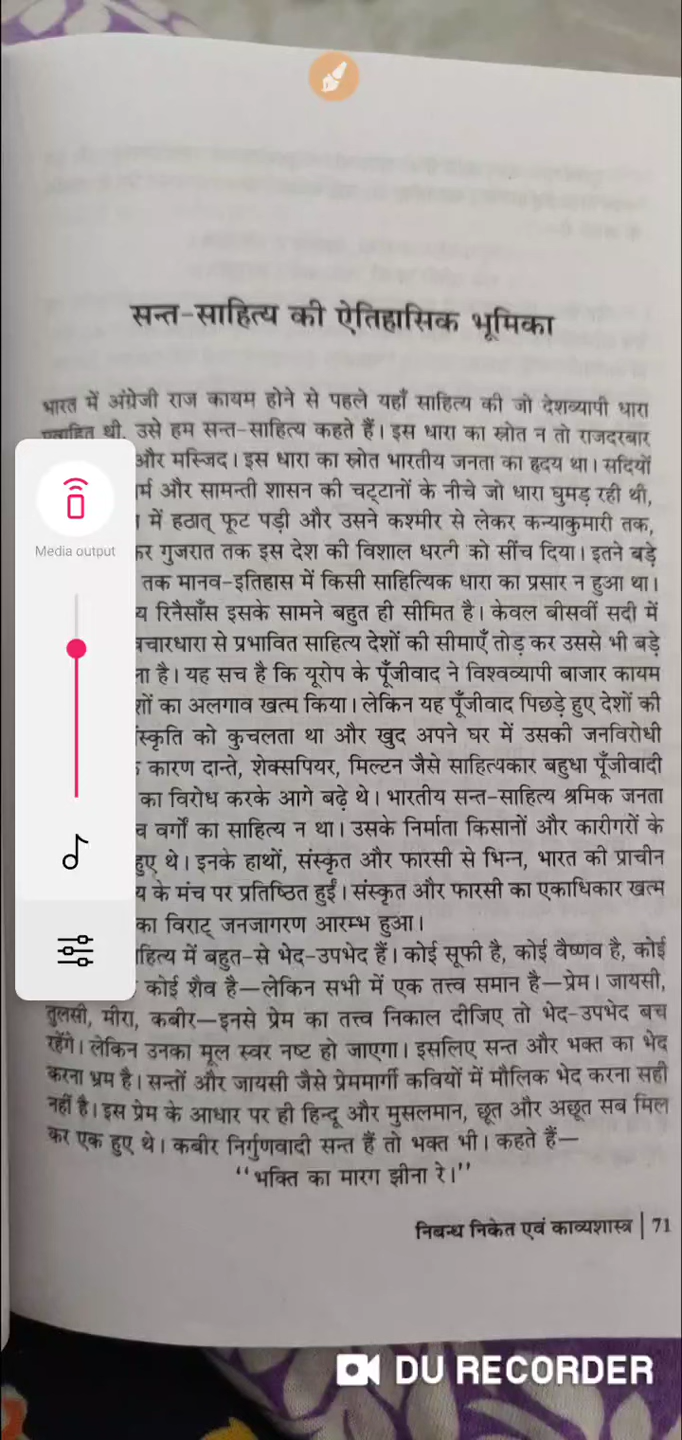 सन्त-साहित्य की ऐतिहासिक भूमिका
भारत में अंग्रेजी राज कायम होने से पहले यहाँ साहित्य की जो देशव्यापी धारा
थी, उसे हम सन्त-साहित्य कहते हैं। इस धारा का स्रोत न तो राजदरबार
और मस्जिद। इस धारा का स्रोत भारतीय जनता का हृदय था। सदियों
और सामन्ती शासन की चट्टानों के नीचे जो धारा घुमड़ रही थी,
में हठात् फूट पड़ी और उसने कश्मीर से लेकर कन्याकुमारी तक,
गुजरात तक इस देश की विशाल धरती को सींच दिया। इतने बड़े
तक मानव-इतिहास में किसी साहित्यिक धारा का प्रसार न हुआ था।
Media output
रिनैसाँस इसके सामने बहुत ही सीमित है। केवल बीसवीं सदी में
से प्रभावित साहित्य देशों की सीमाएँ तोड़ कर उससे भी बड़े
है। यह सच है कि यूरोप के पूँजीवाद ने विश्वव्यापी बाजार कायम
का अलगाव खत्म किया। लेकिन यह पूँजीवाद पिछड़े हुए देशों की
को कुचलता था और खुद अपने घर में उसकी जनविरोधी
कारण दान्ते, शेक्सपियर, मिल्टन जैसे साहित्यकार बहुधा पूँजीवादी
का विरोध करके आगे बढ़े थे। भारतीय सन्त-साहित्य श्रमिक जनता
वर्गों का साहित्य न था। उसके निर्माता किसानों और कारीगरों के
हुए थे। इनके हाथों, संस्कृत और फारसी से भिन्न, भारत की प्राचीन
के मंच पर प्रतिष्ठित हुईं। संस्कृत और फारसी का एकाधिकार खत्म
का विराट् जनजागरण आरम्भ हुआ।
में बहुत-से भेद-उपभेद हैं। कोई सूफी है, कोई वैष्णव है, कोई
कोई शैव है—लेकिन सभी में एक तत्त्व समान है—प्रेम। जायसी,
तुलसी, मीरा, कबीर—इनसे प्रेम का तत्त्व निकाल दीजिए तो भेद-उपभेद बच
रहेंगे। लेकिन उनका मूल स्वर नष्ट हो जाएगा। इसलिए सन्त और भक्त का भेद
करना भ्रम है। सन्तों और जायसी जैसे प्रेममार्गी कवियों में मौलिक भेद करना सही
नहीं है। इस प्रेम के आधार पर ही हिन्दू और मुसलमान, छूत और अछूत सब मिल
कर एक हुए थे। कबीर निर्गुणवादी सन्त हैं तो भक्त भी। कहते हैं—
‘‘भक्ति का मारग झीना रे।’’
निबन्ध निकेत एवं काव्यशास्त्र | 71
DU RECORDER